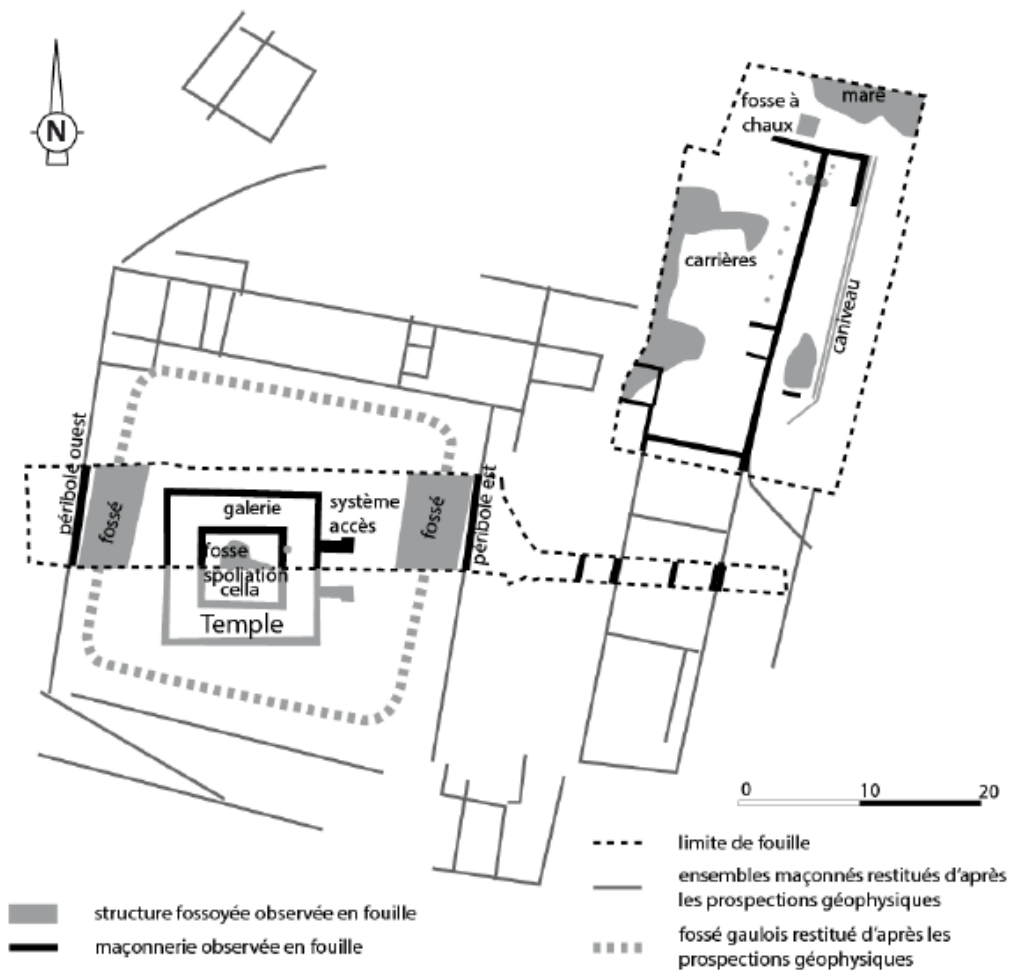 N
fosse à
chaux
mare
carrières
caniveau
péribole ouest
fossé
galerie
système
accès
fossé
péribole est
fosse
spoliation
cella
Temple
0
10
20
limite de fouille
ensembles maçonnés restitués d'après
les prospections géophysiques
structure fossoyée observée en fouille
maçonnerie observée en fouille
fossé gaulois restitué d'après les
prospections géophysiques